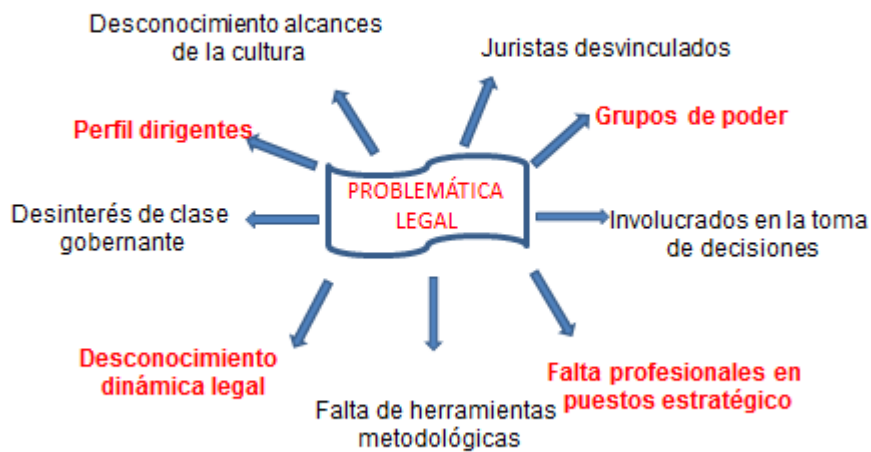 Desconocimiento alcances
de la cultura
Juristas desvinculados
Perfil dirigentes
Grupos de poder
PROBLEMÁTICA
LEGAL
Desinterés de clase
gobernante
Involucrados en la toma
de decisiones
Desconocimiento
dinámica legal
Falta de herramientas
metodológicas
Falta profesionales en
puestos estratégico